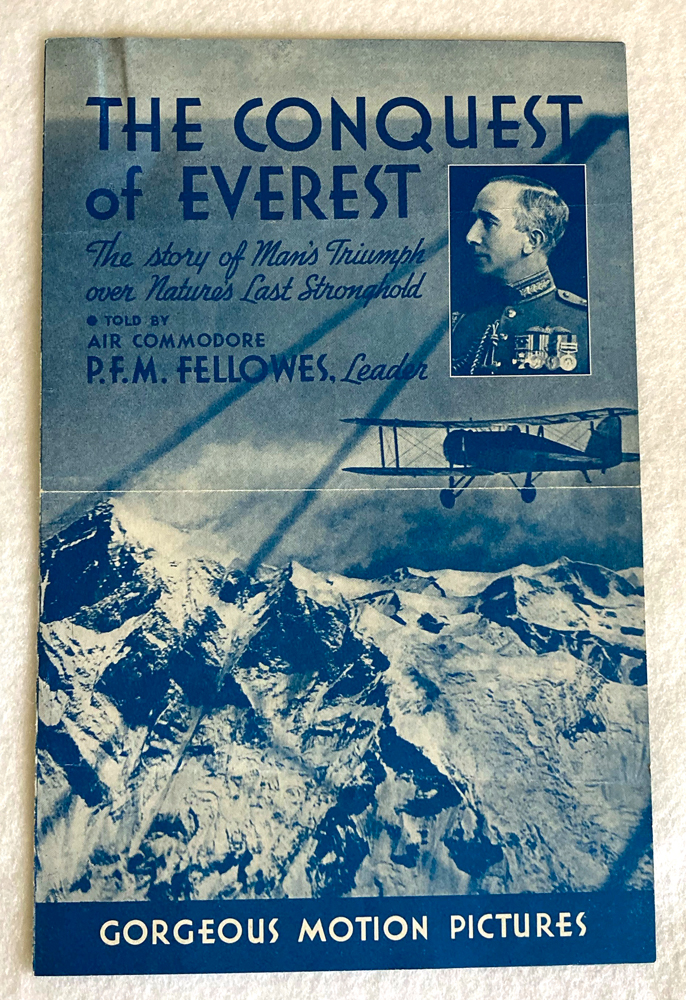 THE CONQUEST
of EVEREST
The story of Man's Triumph
over Nature's Last Stronghold
● TOLD BY
AIR COMMODORE
P.F.M. FELLOWES, Leader
GORGEOUS MOTION PICTURES